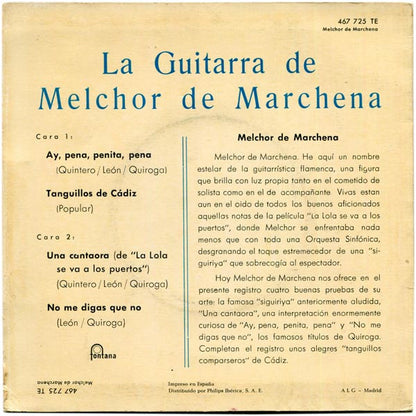 467 725 TE
Melchor de Marchena
La Guitarra de
Melchor de Marchena
Cara 1:
Ay, pena, penita, pena
(Quintero/León/Quiroga)
Tanguillos de Cádiz
(Popular)
Cara 2:
Una cantaora (de "La Lola
se va a los puertos")
(Quintero/León/Quiroga)
No me digas que no
(León / Quiroga)
fontana
Melchor de Marchena
Melchor de Marchena. He aquí un nombre
estelar de la guitarrística flamenca, una figura
que brilla con luz propia tanto en el cometido de
solista como en el de acompañante. Vivas estan
aun en el oido de todos los buenos aficionados
aquellas notas de la película "La Lola se va a los
puertos", donde Melchor se enfrentaba nada
menos que con toda una Orquesta Sinfónica,
desgranando el toque estremecedor de una "si-
guiriya" que sobrecogía al espectador.
Hoy Melchor de Marchena nos ofrece en el
presente registro cuatro buenas pruebas de su
arte: la famosa "siguiriya" anteriormente aludida,
"Una cantaora", una interpretación enormemente
curiosa de "Ay, pena, penita, pena" y "No me
digas que no", los famosos títulos de Quiroga.
Completan el registro unos alegres "tanguillos
comparseros" de Cádiz.
467 725 TE
Melchor de Marchena
Impreso en España
Distribuido por Philips Ibérica, S. A. E.
A L G - Madrid